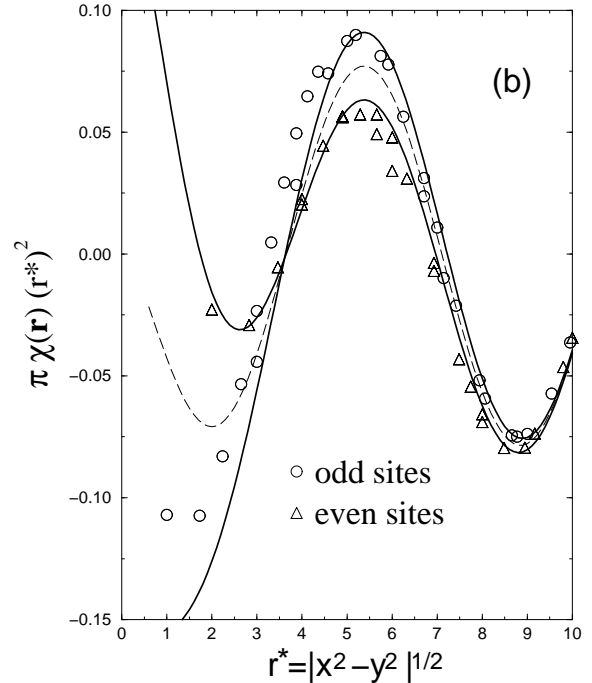 0.10
0.05
0.00
−0.05
−0.10
−0.15
π χ(r) (r*)²
(b)
odd sites
even sites
0 1 2 3 4 5 6 7 8 9 10
r*=|x² −y² |¹/²